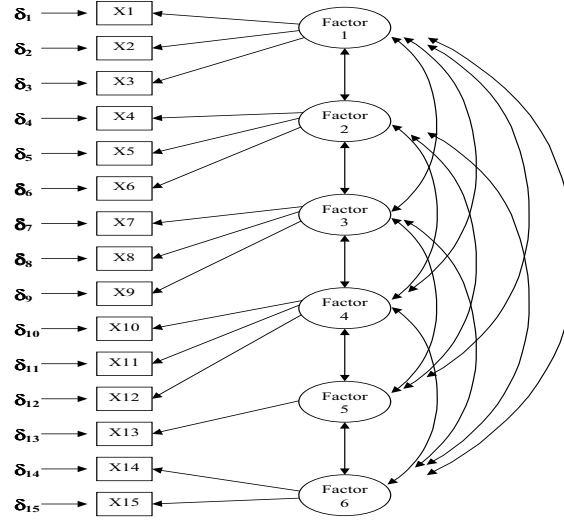 δ1 X1
δ2 X2
δ3 X3
δ4 X4
δ5 X5
δ6 X6
δ7 X7
δ8 X8
δ9 X9
δ10 X10
δ11 X11
δ12 X12
δ13 X13
δ14 X14
δ15 X15
Factor
1
Factor
2
Factor
3
Factor
4
Factor
5
Factor
6